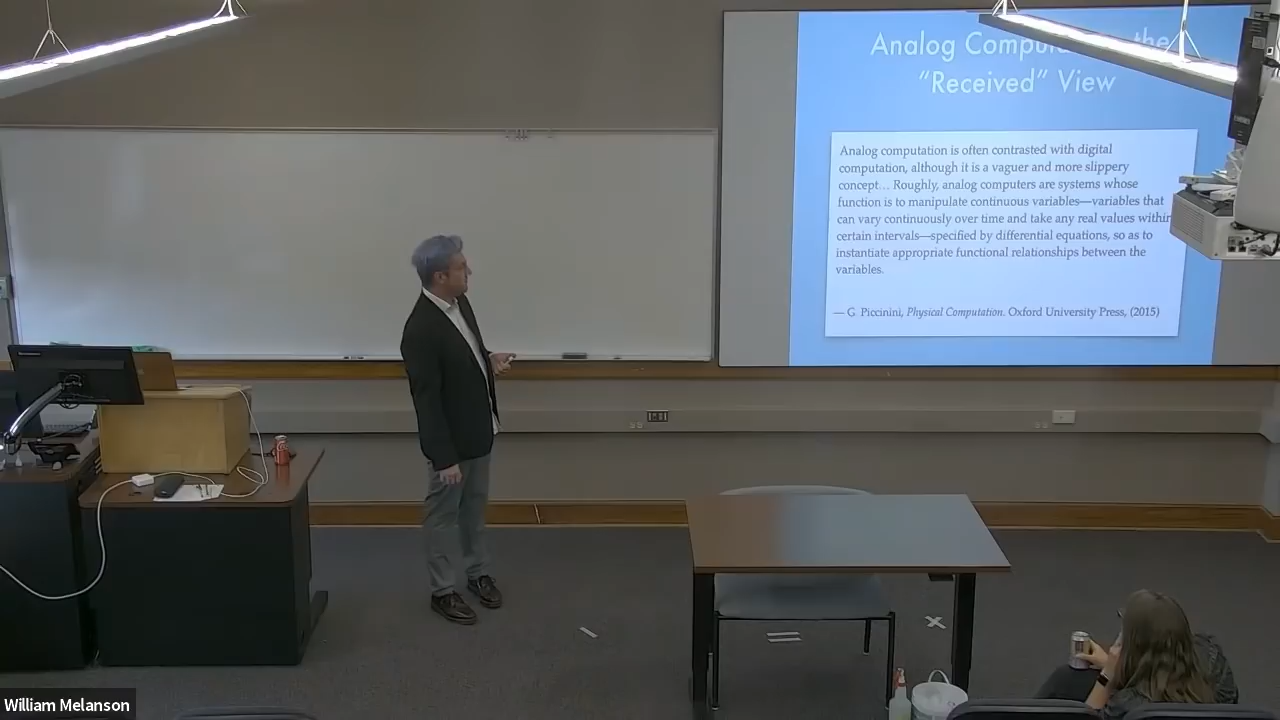 Analog Compu the
"Received" View
Analog computation is often contrasted with digital
computation, although it is a vaguer and more slippery
concept… Roughly, analog computers are systems whose
function is to manipulate continuous variables—variables that
can vary continuously over time and take any real values within
certain intervals—specified by differential equations, so as to
instantiate appropriate functional relationships between the
variables.
— G. Piccinini, Physical Computation. Oxford University Press, (2015)
William Melanson